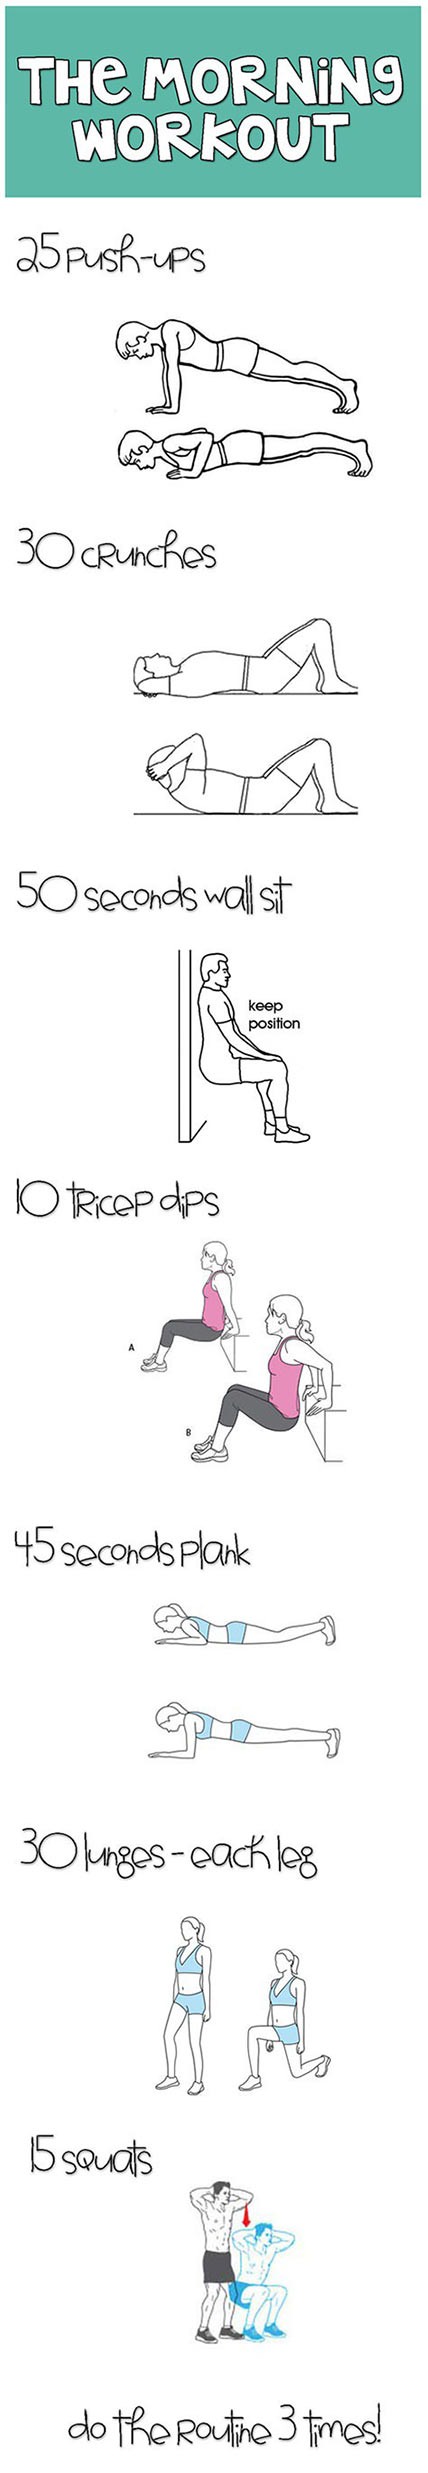 THE MORNING
WORKOUT
25 push-ups
30 crunches
50 seconds wall sit
keep
position
10 tricep dips
A
B
45 seconds plank
30 lunges - each leg
15 squats
do the routine 3 times!